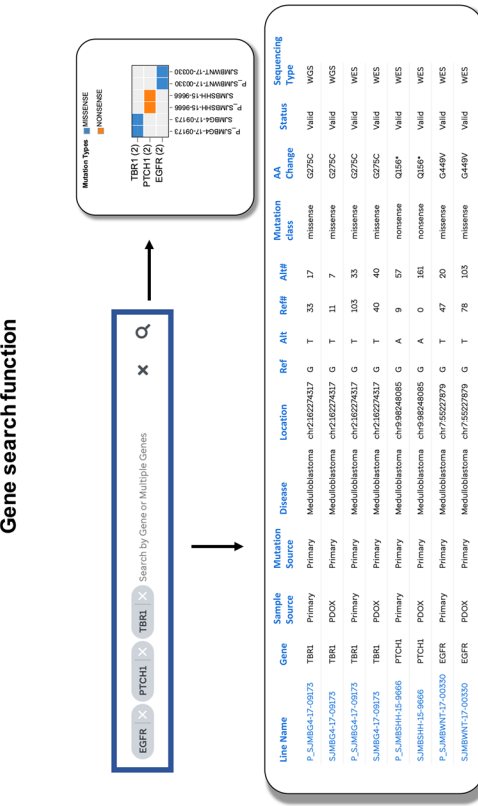 Gene search function
EGFR × PTCH1 × TBR1 × Search by Gene or Multiple Genes
Mutation Types MISSENSE
NONSENSE
TBR1 (2)
PTCH1 (2)
EGFR (2)
P_SJMBG4-17-09173
SJMBG4-17-09173
P_SJMBSHH-15-9666
SJMBSHH-15-9666
P_SJMBWNT-17-00330
SJMBWNT-17-00330
Line Name Gene Sample Source Mutation Source Disease Location Ref Alt Ref# Alt# Mutation class AA Change Status Sequencing Type
P_SJMBG4-17-09173 TBR1 Primary Primary Medulloblastoma chr2:162274317 G T 33 17 missense G275C Valid WGS
SJMBG4-17-09173 TBR1 PDOX Primary Medulloblastoma chr2:162274317 G T 11 7 missense G275C Valid WGS
P_SJMBG4-17-09173 TBR1 Primary Primary Medulloblastoma chr2:162274317 G T 103 33 missense G275C Valid WES
SJMBG4-17-09173 TBR1 PDOX Primary Medulloblastoma chr2:162274317 G T 40 40 missense G275C Valid WES
P_SJMBSHH-15-9666 PTCH1 Primary Primary Medulloblastoma chr9:98248085 G A 9 57 nonsense Q156* Valid WES
SJMBSHH-15-9666 PTCH1 PDOX Primary Medulloblastoma chr9:98248085 G A 0 161 nonsense Q156* Valid WES
P_SJMBWNT-17-00330 EGFR Primary Primary Medulloblastoma chr7:55227879 G T 47 20 missense G449V Valid WES
SJMBWNT-17-00330 EGFR PDOX Primary Medulloblastoma chr7:55227879 G T 78 103 missense G449V Valid WES